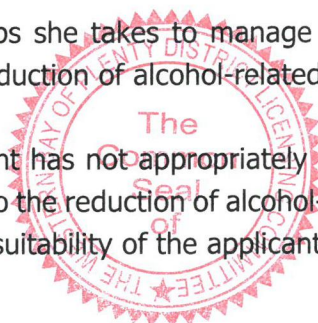 ps she takes to manage
duction of alcohol-related
nt has not appropriately
o the reduction of alcohol-
suitability of the applicant
The
Common
Seal
of
THE WESTERN BAY OF PLENTY DISTRICT LICENSING COMMITTEE